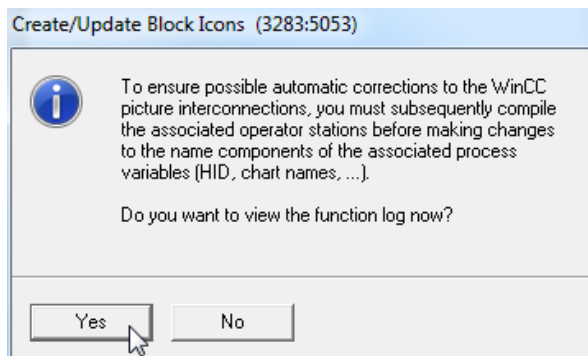 Create/Update Block Icons (3283:5053)
To ensure possible automatic corrections to the WinCC
picture interconnections, you must subsequently compile
the associated operator stations before making changes
to the name components of the associated process
variables (HID, chart names, ...).
Do you want to view the function log now?
Yes
No